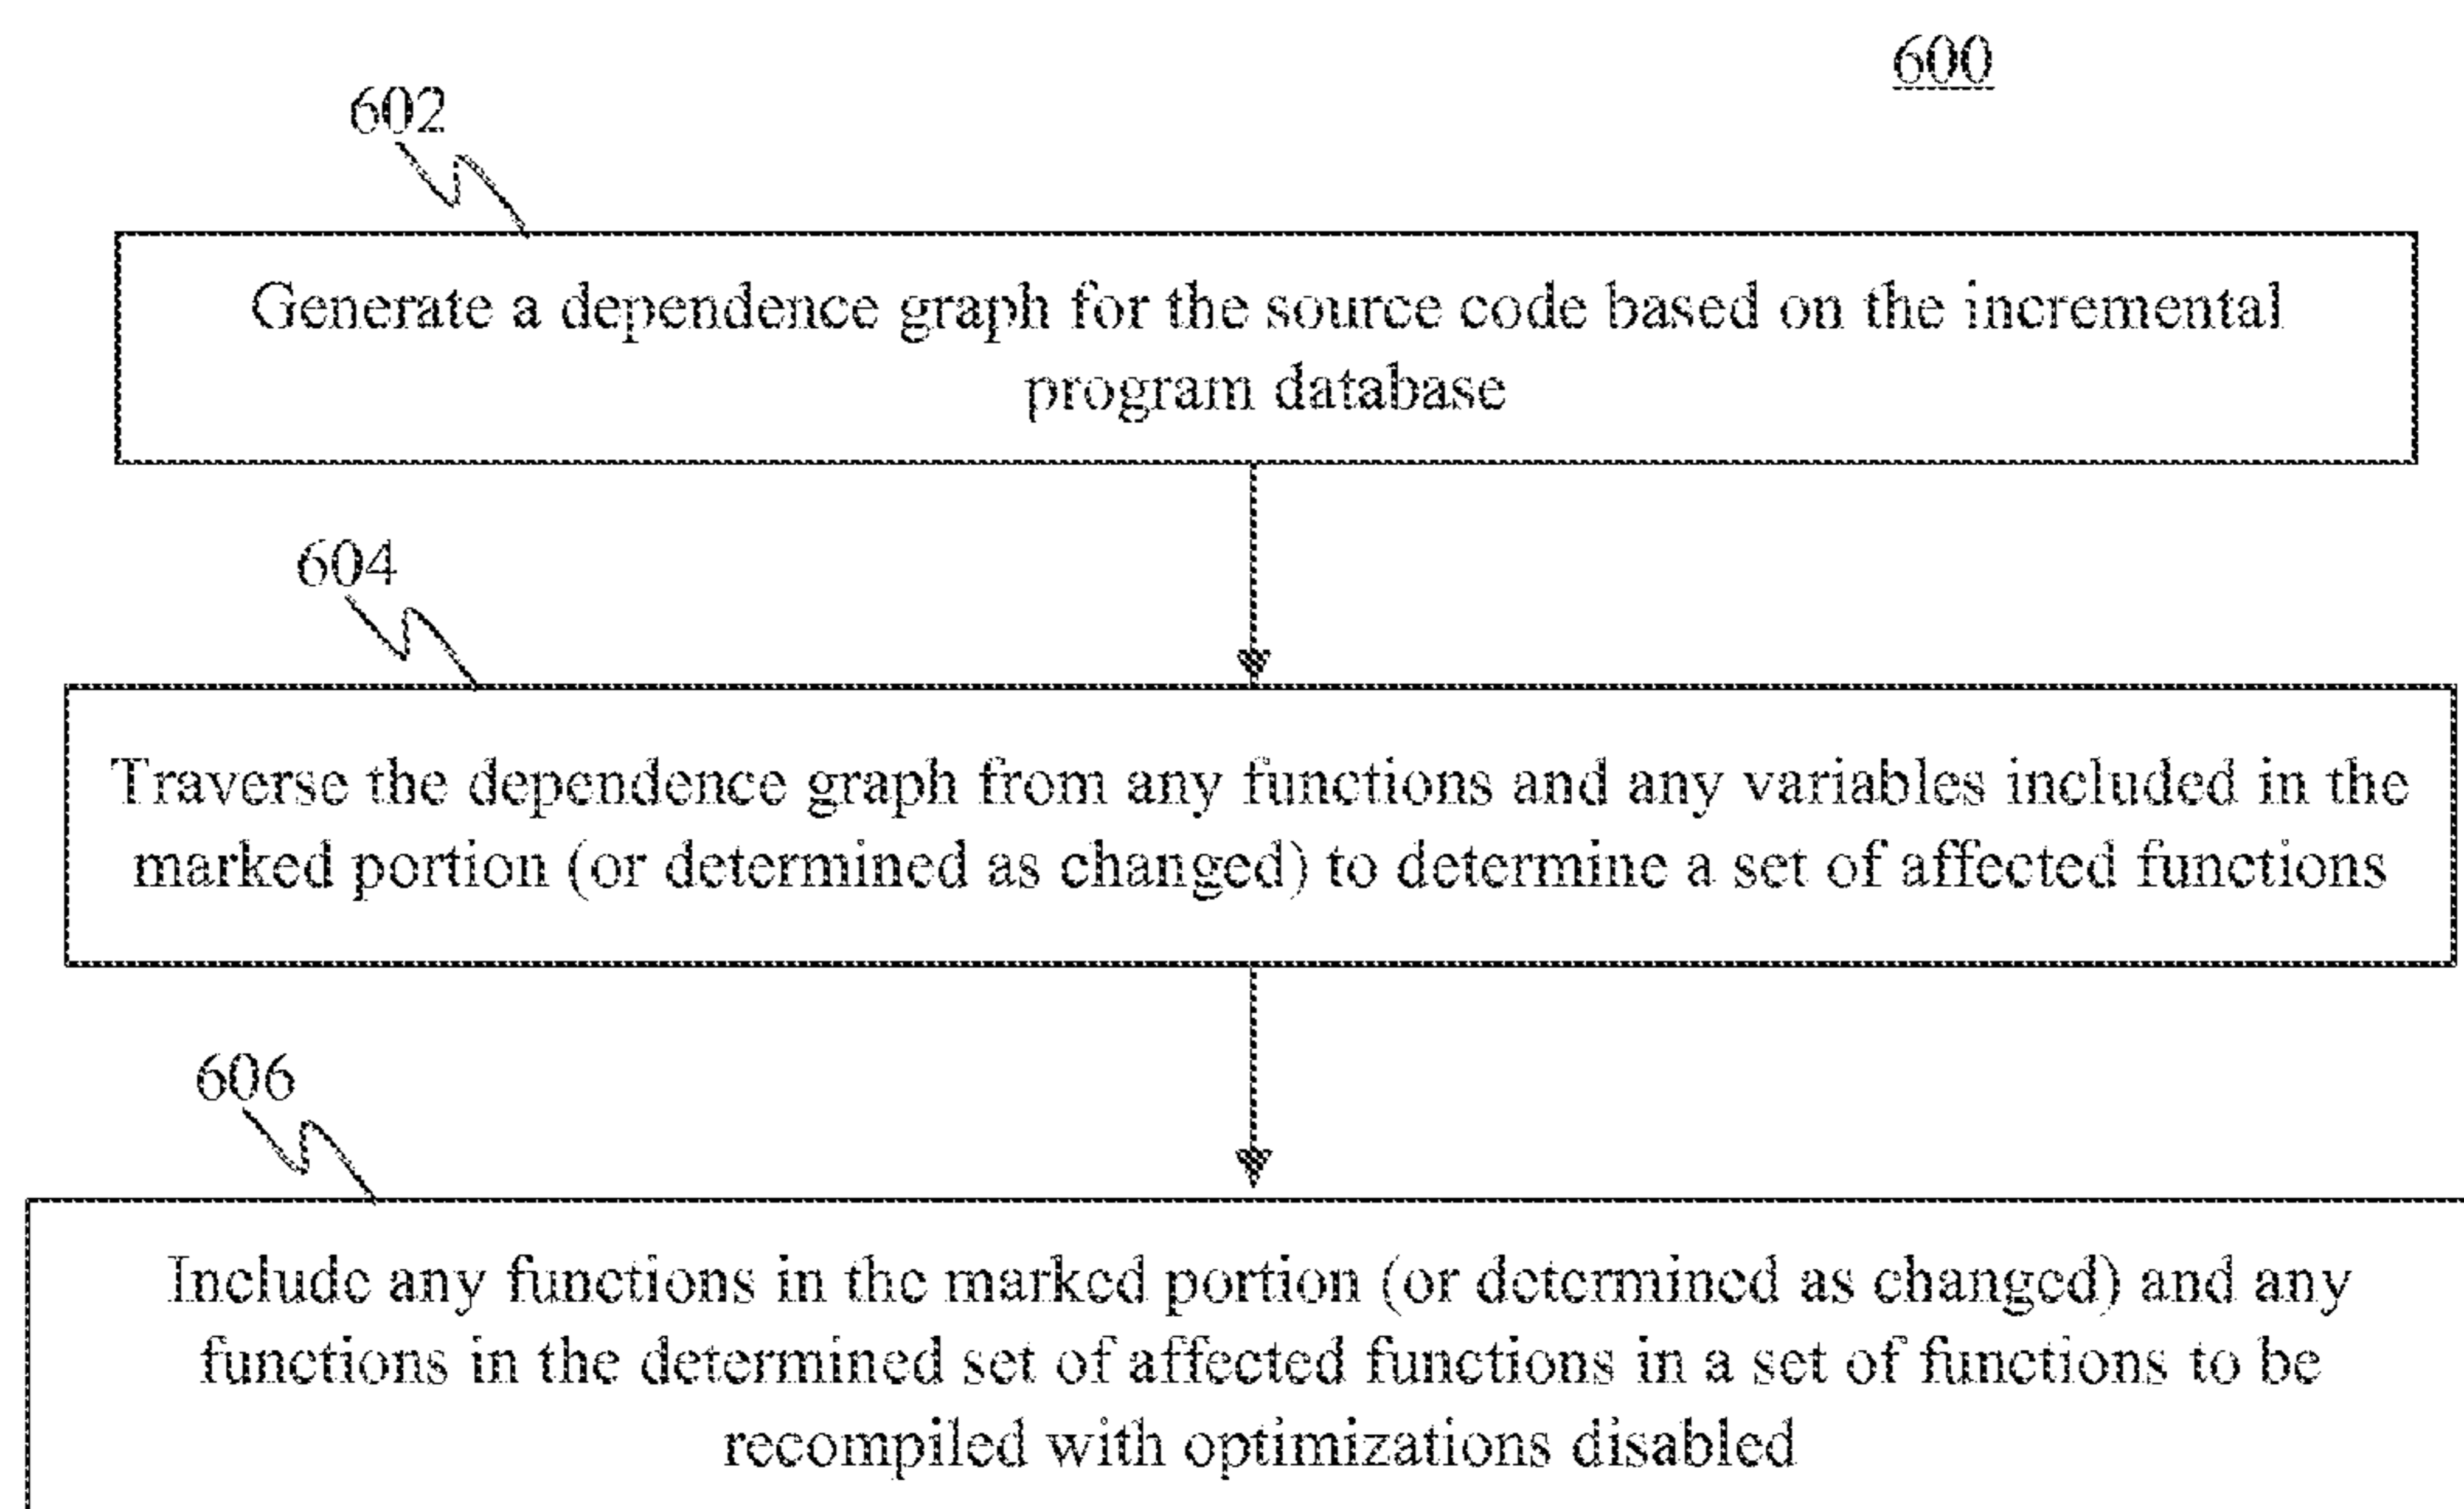 600
602
Generate a dependence graph for the source code based on the incremental
program database
604
Traverse the dependence graph from any functions and any variables included in the
marked portion (or determined as changed) to determine a set of affected functions
606
Include any functions in the marked portion (or determined as changed) and any
functions in the determined set of affected functions in a set of functions to be
recompiled with optimizations disabled